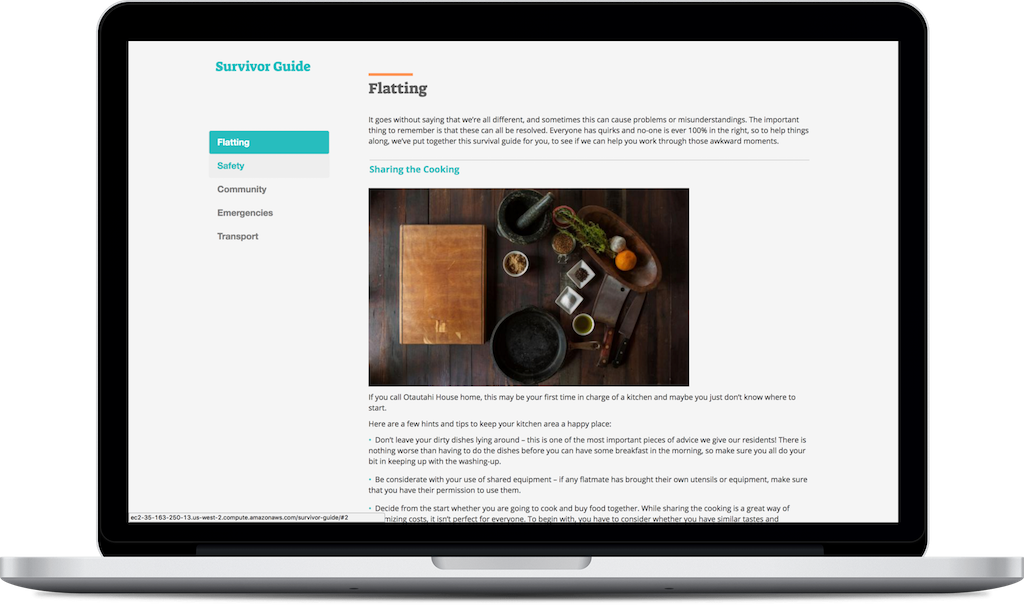 Survivor Guide
Flatting
Safety
Community
Emergencies
Transport
Flatting
It goes without saying that we're all different, and sometimes this can cause problems or misunderstandings. The important
thing to remember is that these can all be resolved. Everyone has quirks and no-one is ever 100% in the right, so to help things
along, we've put together this survival guide for you, to see if we can help you work through those awkward moments.
Sharing the Cooking
If you call Otautahi House home, this may be your first time in charge of a kitchen and maybe you just don't know where to
start.
Here are a few hints and tips to keep your kitchen area a happy place:
• Don't leave your dirty dishes lying around – this is one of the most important pieces of advice we give our residents! There is
nothing worse than having to do the dishes before you can have some breakfast in the morning, so make sure you all do your
bit in keeping up with the washing-up.
• Be considerate with your use of shared equipment – if any flatmate has brought their own utensils or equipment, make sure
that you have their permission to use them.
• Decide from the start whether you are going to cook and buy food together. While sharing the cooking is a great way of
mizing costs, it isn't perfect for everyone. To begin with, you have to consider whether you have similar tastes and
ec2-35-163-250-13.us-west-2.compute.amazonaws.com/survivor-guide/#2